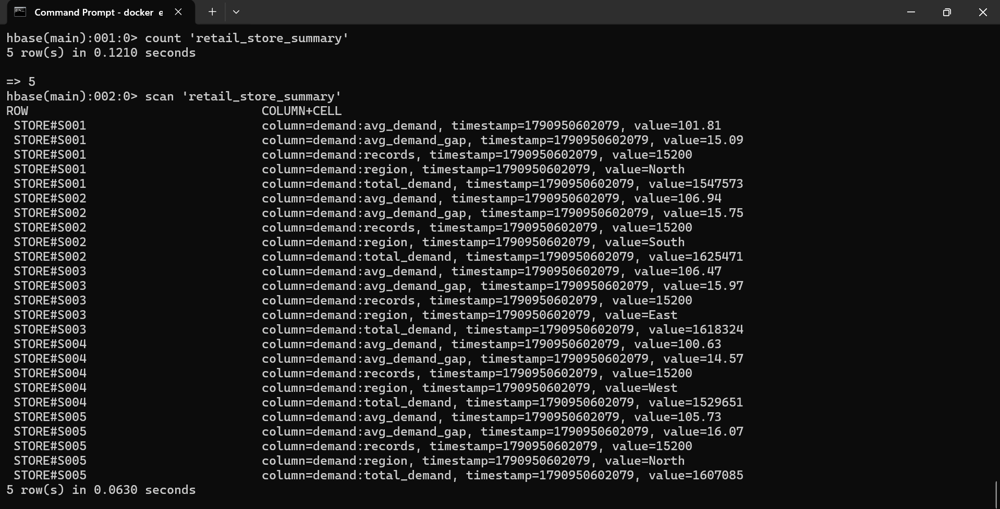 Command Prompt - docker e
hbase(main):001:0> count 'retail_store_summary'
5 row(s) in 0.1210 seconds
=> 5
hbase(main):002:0> scan 'retail_store_summary'
ROW COLUMN+CELL
STORE#S001 column=demand:avg_demand, timestamp=1790950602079, value=101.81
STORE#S001 column=demand:avg_demand_gap, timestamp=1790950602079, value=15.09
STORE#S001 column=demand:records, timestamp=1790950602079, value=15200
STORE#S001 column=demand:region, timestamp=1790950602079, value=North
STORE#S001 column=demand:total_demand, timestamp=1790950602079, value=1547573
STORE#S002 column=demand:avg_demand, timestamp=1790950602079, value=106.94
STORE#S002 column=demand:avg_demand_gap, timestamp=1790950602079, value=15.75
STORE#S002 column=demand:records, timestamp=1790950602079, value=15200
STORE#S002 column=demand:region, timestamp=1790950602079, value=South
STORE#S002 column=demand:total_demand, timestamp=1790950602079, value=1625471
STORE#S003 column=demand:avg_demand, timestamp=1790950602079, value=106.47
STORE#S003 column=demand:avg_demand_gap, timestamp=1790950602079, value=15.97
STORE#S003 column=demand:records, timestamp=1790950602079, value=15200
STORE#S003 column=demand:region, timestamp=1790950602079, value=East
STORE#S003 column=demand:total_demand, timestamp=1790950602079, value=1618324
STORE#S004 column=demand:avg_demand, timestamp=1790950602079, value=100.63
STORE#S004 column=demand:avg_demand_gap, timestamp=1790950602079, value=14.57
STORE#S004 column=demand:records, timestamp=1790950602079, value=15200
STORE#S004 column=demand:region, timestamp=1790950602079, value=West
STORE#S004 column=demand:total_demand, timestamp=1790950602079, value=1529651
STORE#S005 column=demand:avg_demand, timestamp=1790950602079, value=105.73
STORE#S005 column=demand:avg_demand_gap, timestamp=1790950602079, value=16.07
STORE#S005 column=demand:records, timestamp=1790950602079, value=15200
STORE#S005 column=demand:region, timestamp=1790950602079, value=North
STORE#S005 column=demand:total_demand, timestamp=1790950602079, value=1607085
5 row(s) in 0.0630 seconds